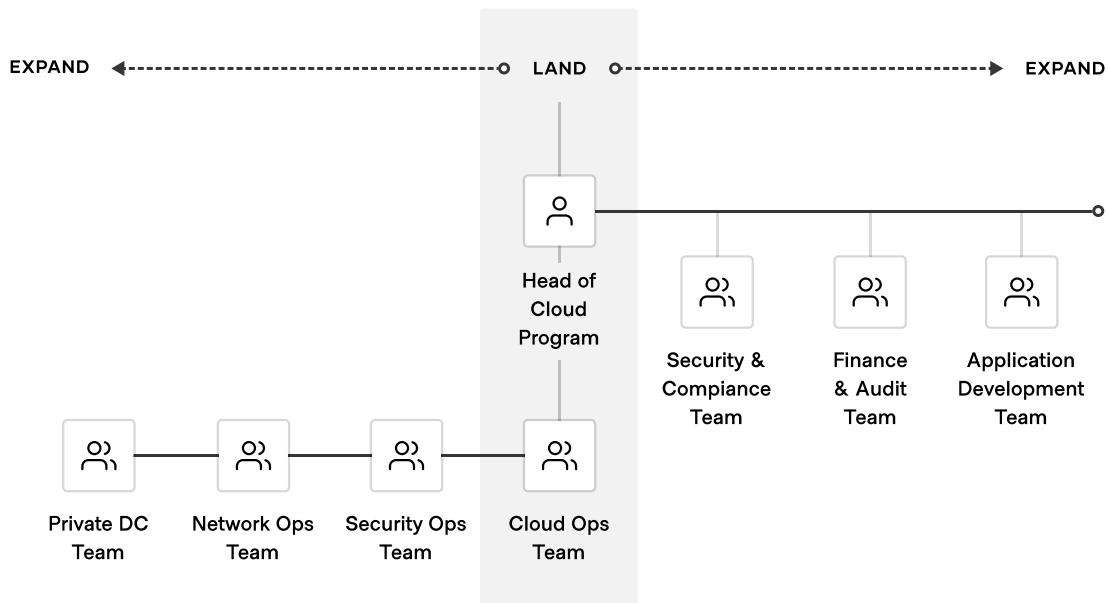 EXPAND
LAND
EXPAND
Head of
Cloud
Program
Security &
Compiance
Team
Finance
& Audit
Team
Application
Development
Team
Private DC
Team
Network Ops
Team
Security Ops
Team
Cloud Ops
Team